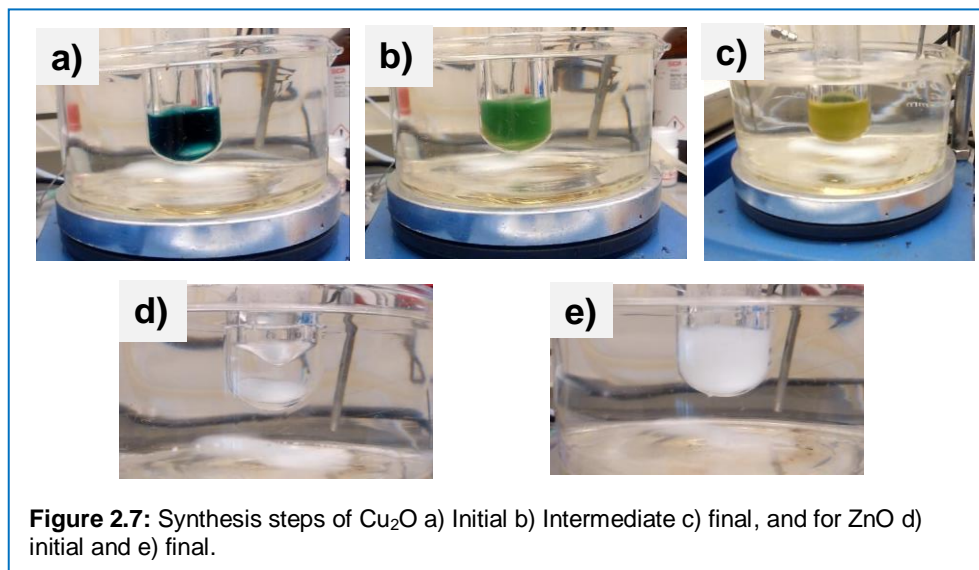 a)
b)
c)
d)
e)
Figure 2.7: Synthesis steps of Cu₂O a) Initial b) Intermediate c) final, and for ZnO d)
initial and e) final.